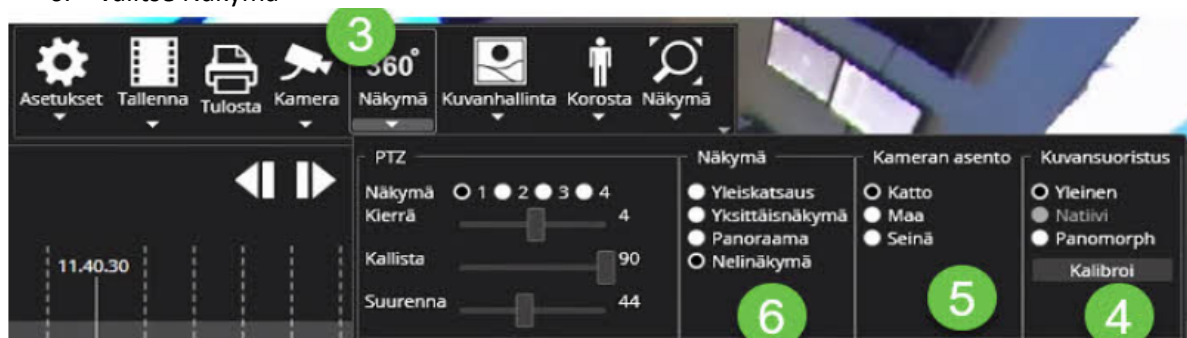 3
360°
Asetukset Tallenna Tulosta Kamera Näkymä Kuvanhallinta Korosta Näkymä
PTZ
Näkymä 1 2 3 4
Kierrä 4
Kallista 90
Suurenna 44
Näkymä
Yleiskatsaus
Yksittäisnäkymä
Panoraama
Nelinäkymä
6
Kameran asento
Katto
Maa
Seinä
5
Kuvansuoristus
Yleinen
Natiivi
Panomorph
Kalibroi
4
11.40.30